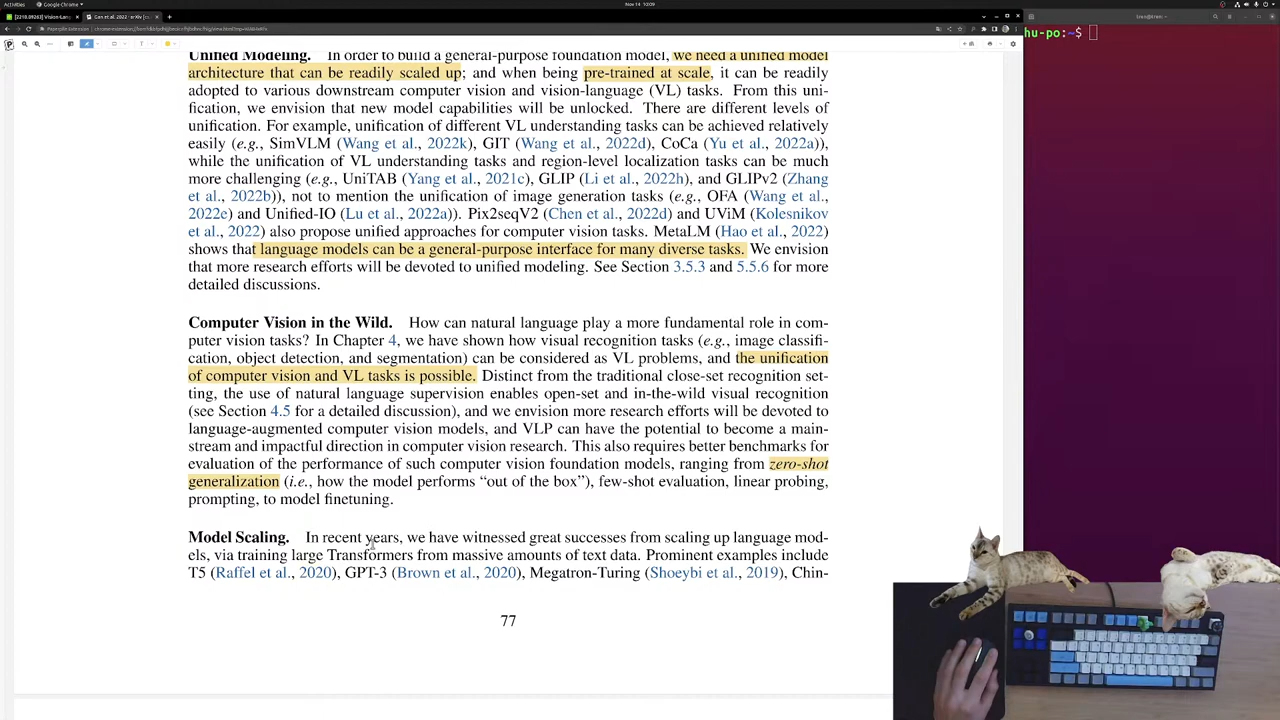 Activities
Google Chrome
Nov 14 10:09
[2210.09263] Vision-Lang
Gan et al. 2022 - arXiv [cs.
Unified Modeling. In order to build a general-purpose foundation model, we need a unified model
architecture that can be readily scaled up; and when being pre-trained at scale, it can be readily
adopted to various downstream computer vision and vision-language (VL) tasks. From this uni-
fication, we envision that new model capabilities will be unlocked. There are different levels of
unification. For example, unification of different VL understanding tasks can be achieved relatively
easily (e.g., SimVLM (Wang et al., 2022k), GIT (Wang et al., 2022d), CoCa (Yu et al., 2022a)),
while the unification of VL understanding tasks and region-level localization tasks can be much
more challenging (e.g., UniTAB (Yang et al., 2021c), GLIP (Li et al., 2022h), and GLIPv2 (Zhang
et al., 2022b)), not to mention the unification of image generation tasks (e.g., OFA (Wang et al.,
2022e) and Unified-IO (Lu et al., 2022a)). Pix2seqV2 (Chen et al., 2022d) and UViM (Kolesnikov
et al., 2022) also propose unified approaches for computer vision tasks. MetaLM (Hao et al., 2022)
shows that language models can be a general-purpose interface for many diverse tasks. We envision
that more research efforts will be devoted to unified modeling. See Section 3.5.3 and 5.5.6 for more
detailed discussions.
Computer Vision in the Wild. How can natural language play a more fundamental role in com-
puter vision tasks? In Chapter 4, we have shown how visual recognition tasks (e.g., image classifi-
cation, object detection, and segmentation) can be considered as VL problems, and the unification
of computer vision and VL tasks is possible. Distinct from the traditional close-set recognition set-
ting, the use of natural language supervision enables open-set and in-the-wild visual recognition
(see Section 4.5 for a detailed discussion), and we envision more research efforts will be devoted to
language-augmented computer vision models, and VLP can have the potential to become a main-
stream and impactful direction in computer vision research. This also requires better benchmarks for
evaluation of the performance of such computer vision foundation models, ranging from zero-shot
generalization (i.e., how the model performs “out of the box”), few-shot evaluation, linear probing,
prompting, to model finetuning.
Model Scaling. In recent years, we have witnessed great successes from scaling up language mod-
els, via training large Transformers from massive amounts of text data. Prominent examples include
T5 (Raffel et al., 2020), GPT-3 (Brown et al., 2020), Megatron-Turing (Shoeybi et al., 2019), Chin-
77
hu-po:~$